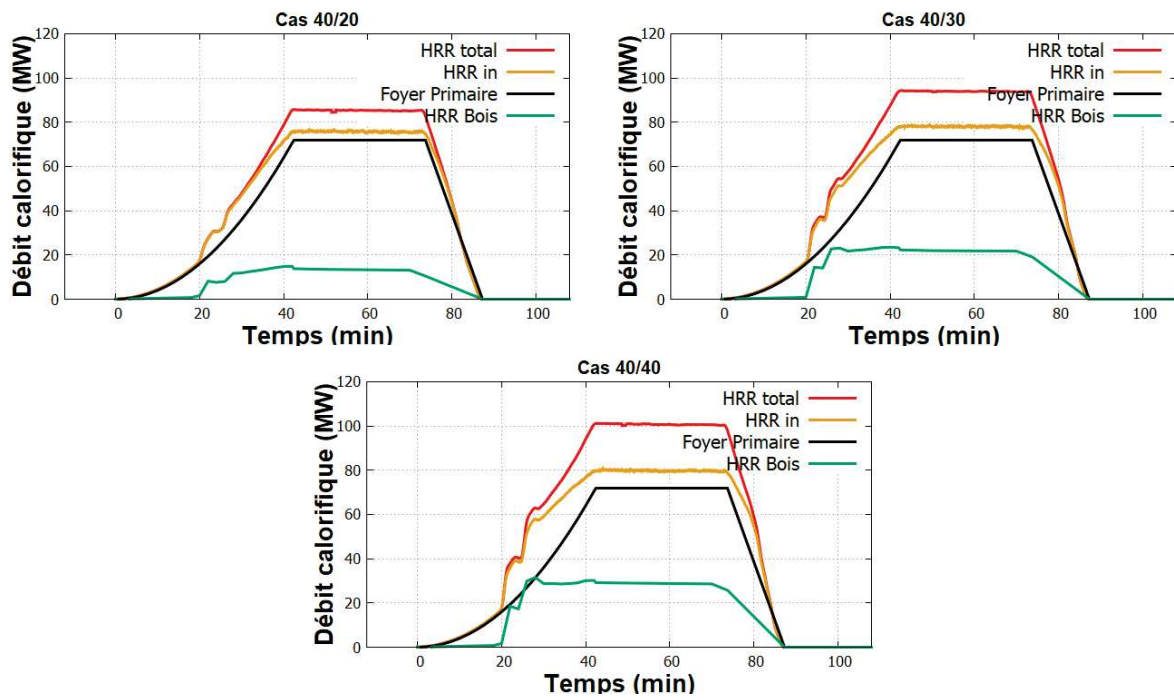 Cas 40/20
Débit calorifique (MW)
120
100
80
60
40
20
0
HRR total
HRR in
Foyer Primaire
HRR Bois
0 20 40 60 80 100
Temps (min)
Cas 40/30
Débit calorifique (MW)
120
100
80
60
40
20
0
HRR total
HRR in
Foyer Primaire
HRR Bois
0 20 40 60 80 100
Temps (min)
Cas 40/40
Débit calorifique (MW)
120
100
80
60
40
20
0
HRR total
HRR in
Foyer Primaire
HRR Bois
0 20 40 60 80 100
Temps (min)